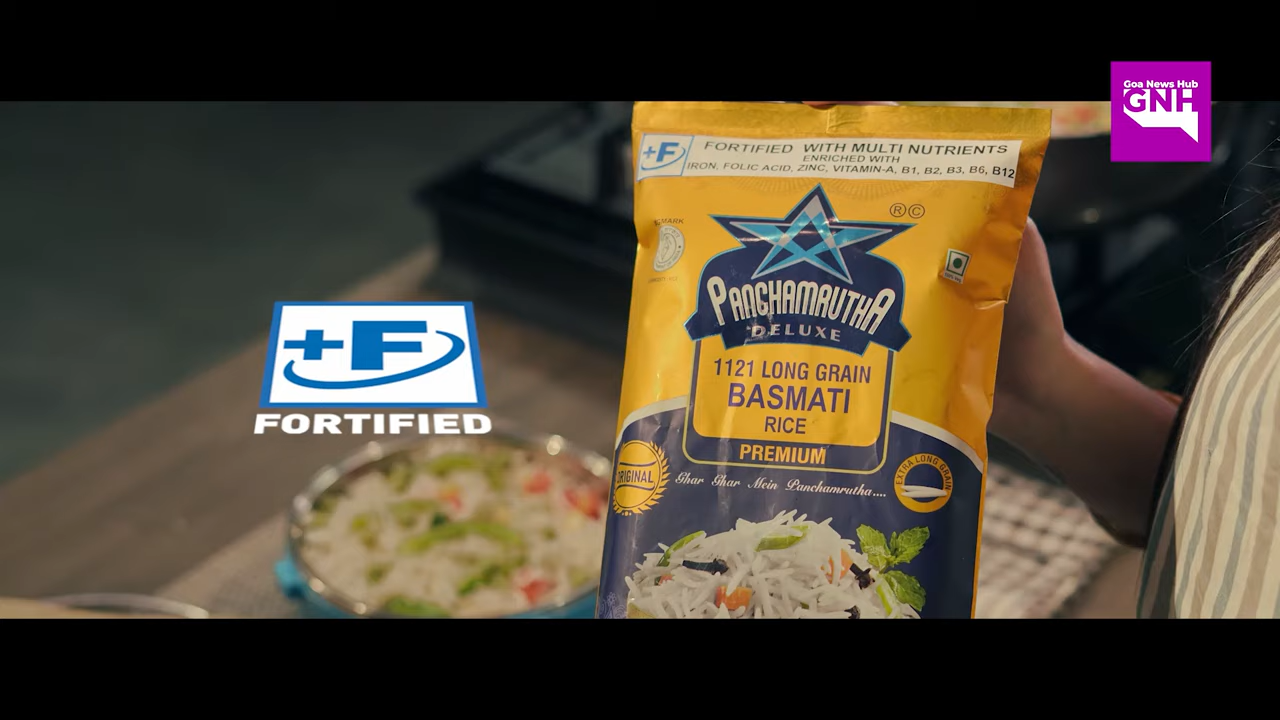 Goa News Hub
GNH
+F
FORTIFIED WITH MULTI NUTRIENTS
ENRICHED WITH
IRON, FOLIC ACID, ZINC, VITAMIN-A, B1, B2, B3, B6, B12
® ©
PANCHAMRUTHA
DELUXE
1121 LONG GRAIN
BASMATI
RICE
PREMIUM
ORIGINAL
Ghar Ghar Mein Panchamrutha....
EXTRA LONG GRAIN
+F
FORTIFIED